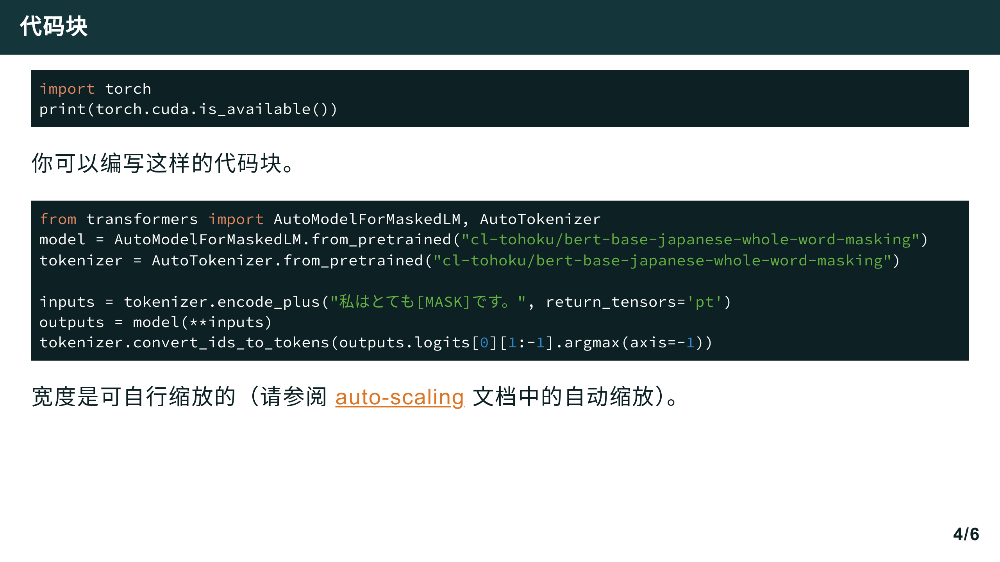 代码块
import torch
print(torch.cuda.is_available())
你可以编写这样的代码块。
from transformers import AutoModelForMaskedLM, AutoTokenizer
model = AutoModelForMaskedLM.from_pretrained("cl-tohoku/bert-base-japanese-whole-word-masking")
tokenizer = AutoTokenizer.from_pretrained("cl-tohoku/bert-base-japanese-whole-word-masking")
inputs = tokenizer.encode_plus("私はとても[MASK]です。", return_tensors='pt')
outputs = model(**inputs)
tokenizer.convert_ids_to_tokens(outputs.logits[0][1:-1].argmax(axis=-1))
宽度是可自行缩放的（请参阅 auto-scaling 文档中的自动缩放）。
4/6